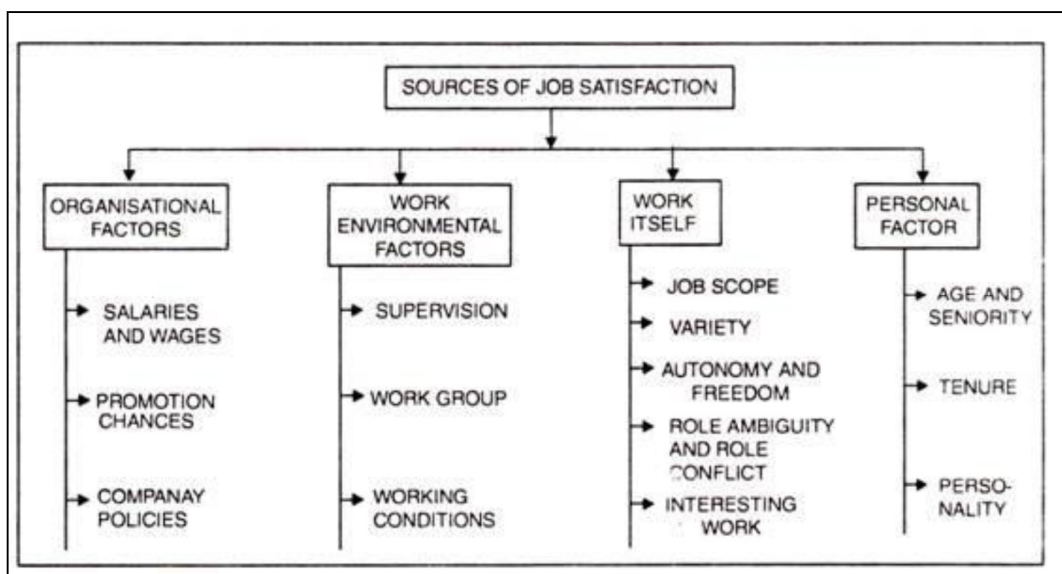 SOURCES OF JOB SATISFACTION
ORGANISATIONAL
FACTORS
SALARIES
AND WAGES
PROMOTION
CHANCES
COMPANAY
POLICIES
WORK
ENVIRONMENTAL
FACTORS
SUPERVISION
WORK GROUP
WORKING
CONDITIONS
WORK
ITSELF
JOB SCOPE
VARIETY
AUTONOMY AND
FREEDOM
ROLE AMBIGUITY
AND ROLE
CONFLICT
INTERESTING
WORK
PERSONAL
FACTOR
AGE AND
SENIORITY
TENURE
PERSO-
NALITY